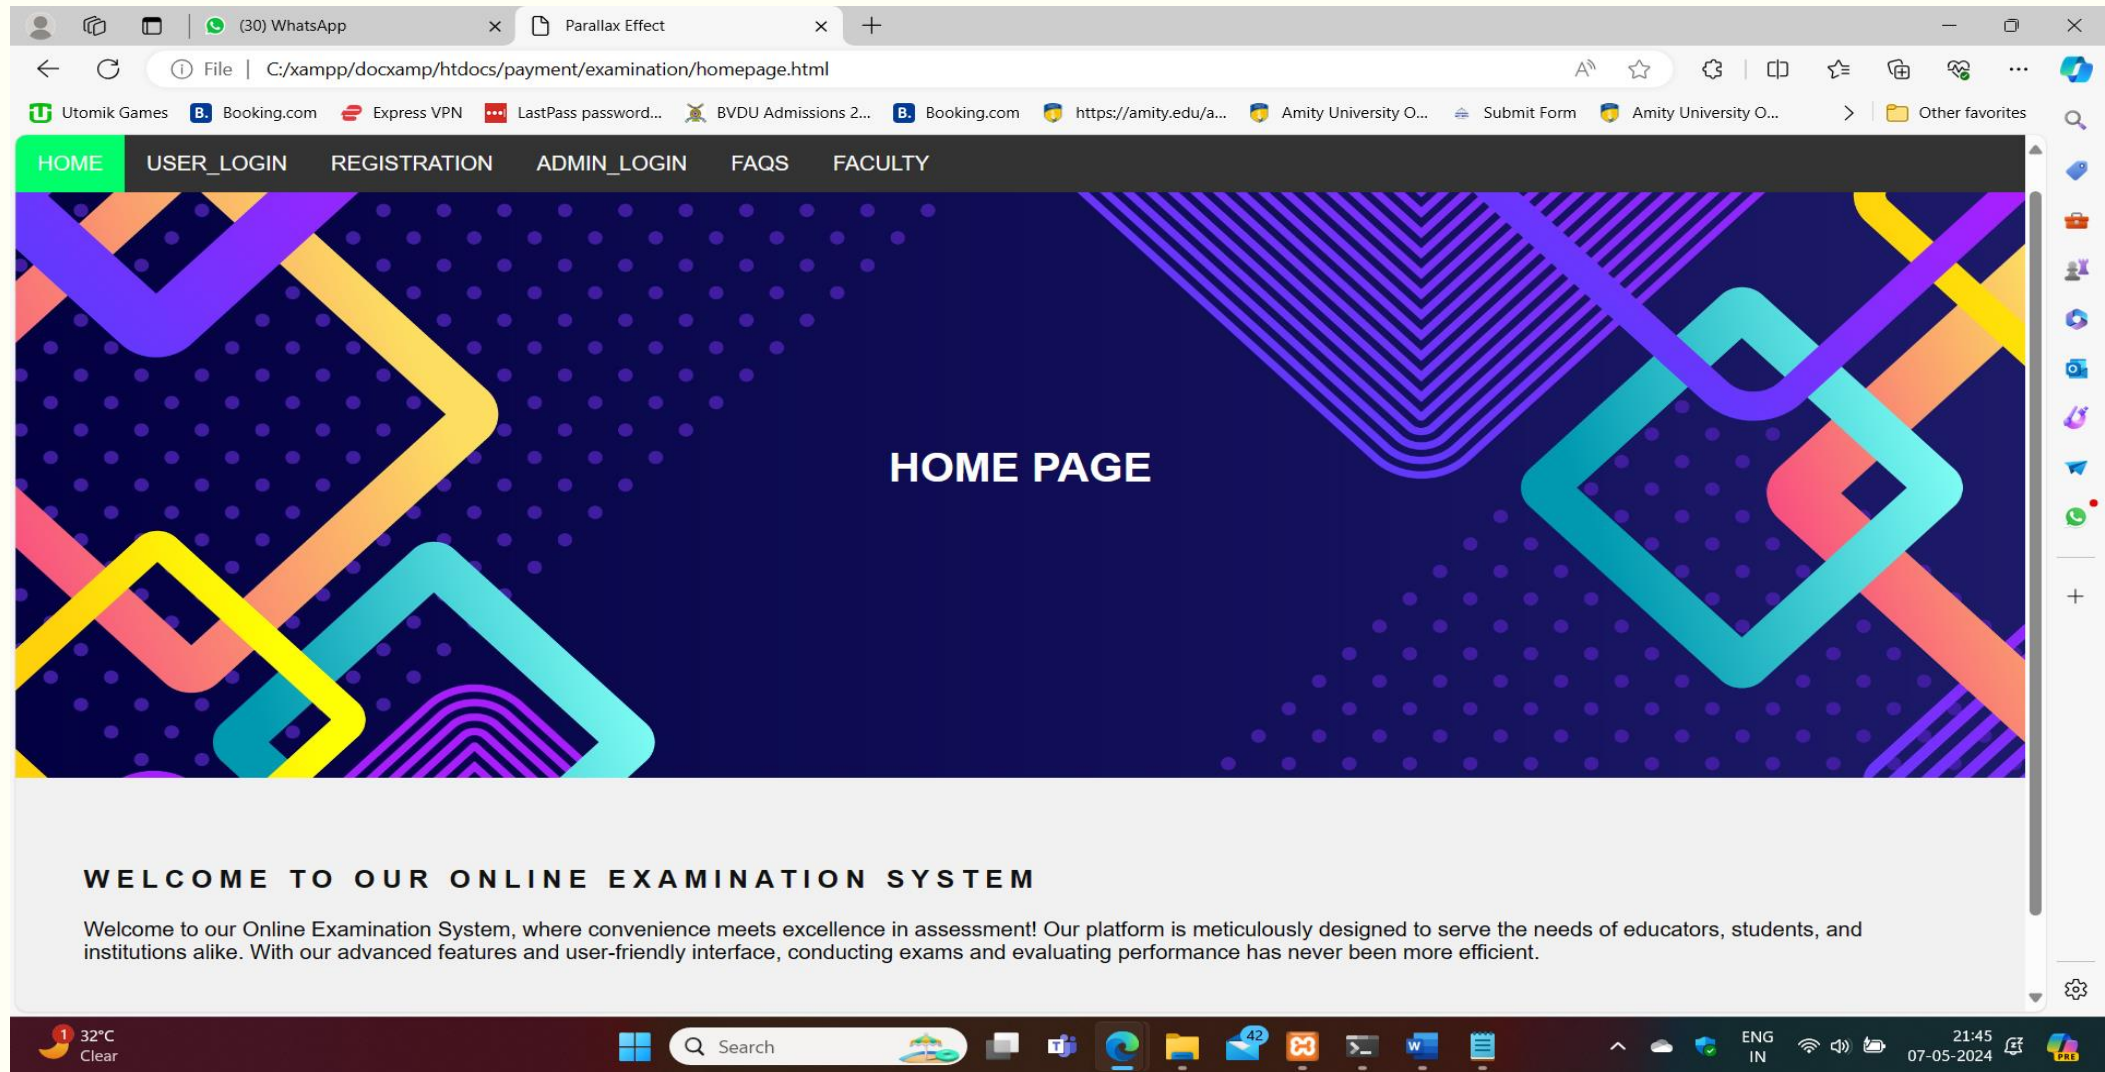 (30) WhatsApp
Parallax Effect
File | C:/xampp/docxamp/htdocs/payment/examination/homepage.html
Utomik Games Booking.com Express VPN LastPass password... BVDU Admissions 2... Booking.com https://amity.edu/a... Amity University O... Submit Form Amity University O... Other favorites
HOME USER_LOGIN REGISTRATION ADMIN_LOGIN FAQS FACULTY
HOME PAGE
WELCOME TO OUR ONLINE EXAMINATION SYSTEM
Welcome to our Online Examination System, where convenience meets excellence in assessment! Our platform is meticulously designed to serve the needs of educators, students, and
institutions alike. With our advanced features and user-friendly interface, conducting exams and evaluating performance has never been more efficient.
1
32°C
Clear
Search
42
ENG
IN
21:45
07-05-2024
PRE